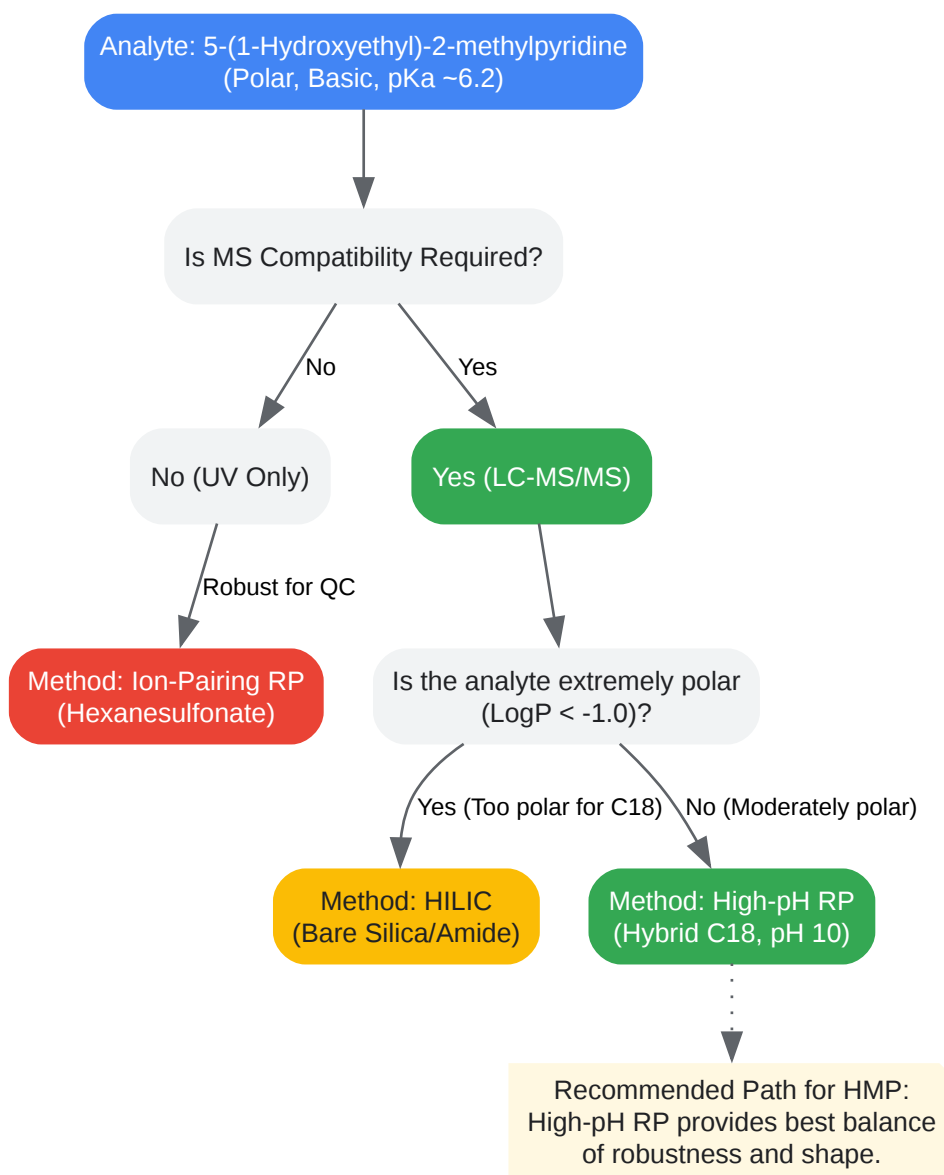 Analyte: 5-(1-Hydroxyethyl)-2-methylpyridine
(Polar, Basic, pKa ~6.2)
Is MS Compatibility Required?
No
Yes
No (UV Only)
Yes (LC-MS/MS)
Robust for QC
Method: Ion-Pairing RP
(Hexanesulfonate)
Is the analyte extremely polar
(LogP < -1.0)?
Yes (Too polar for C18)
No (Moderately polar)
Method: HILIC
(Bare Silica/Amide)
Method: High-pH RP
(Hybrid C18, pH 10)
Recommended Path for HMP:
High-pH RP provides best balance
of robustness and shape.